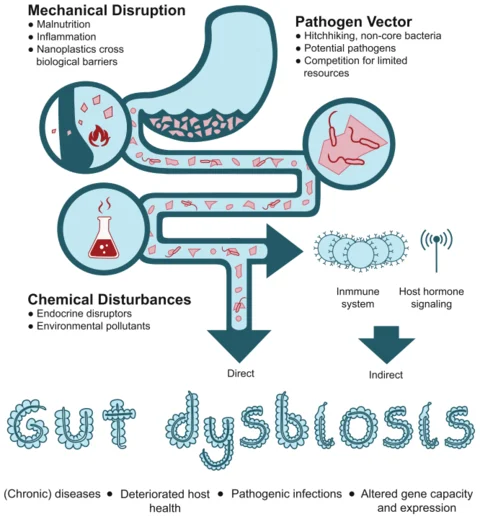 Mechanical Disruption
● Malnutrition
● Inflammation
● Nanoplastics cross
biological barriers
Pathogen Vector
● Hitchhiking, non-core bacteria
● Potential pathogens
● Competition for limited
resources
Chemical Disturbances
● Endocrine disruptors
● Environmental pollutants
Inmmune
system
Host hormone
signaling
Direct
Indirect
Gut dysbiosis
(Chronic) diseases ● Deteriorated host
health
● Pathogenic infections ● Altered gene capacity
and expression